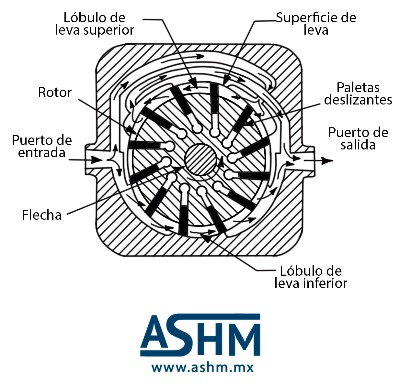 Lóbulo de
leva superior
Superficie de
leva
Rotor
Paletas
deslizantes
Puerto de
entrada
Puerto de
salida
Flecha
Lóbulo de
leva inferior
ASHM
www.ashm.mx